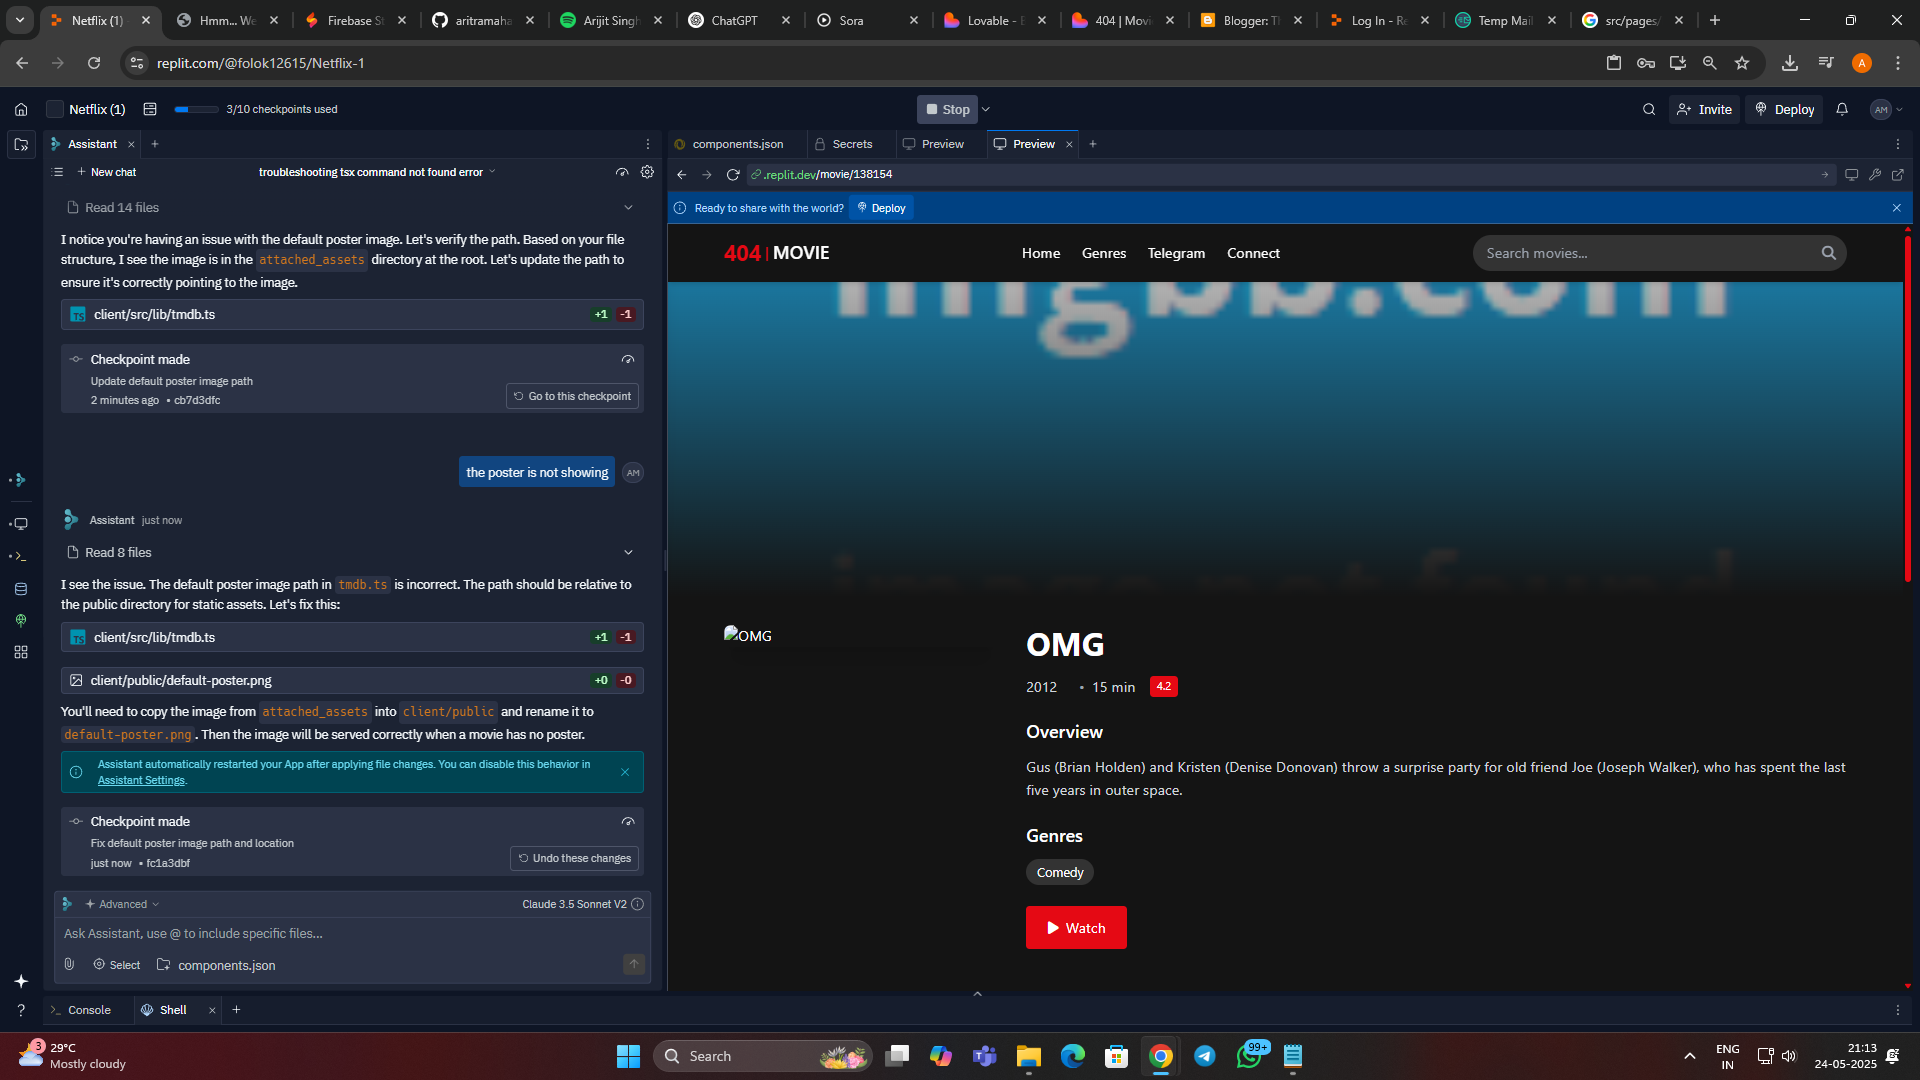 Netflix (1)
Hmm... We
Firebase St
aritramaha
Arijit Singh
ChatGPT
Sora
Lovable - B
404 | Movi
Blogger: Th
Log In - Re
Temp Mail
src/pages/
replit.com/@folok12615/Netflix-1
A
Netflix (1)
3/10 checkpoints used
Stop
Invite
Deploy
AM
Assistant
components.json
Secrets
Preview
Preview
New chat
troubleshooting tsx command not found error
.replit.dev/movie/138154
Read 14 files
Ready to share with the world?
Deploy
I notice you're having an issue with the default poster image. Let's verify the path. Based on your file
structure, I see the image is in the attached_assets directory at the root. Let's update the path to
ensure it's correctly pointing to the image.
TS client/src/lib/tmdb.ts +1 -1
Checkpoint made
Update default poster image path
2 minutes ago • cb7d3dfc
Go to this checkpoint
the poster is not showing
AM
Assistant just now
Read 8 files
I see the issue. The default poster image path in tmdb.ts is incorrect. The path should be relative to
the public directory for static assets. Let's fix this:
TS client/src/lib/tmdb.ts +1 -1
client/public/default-poster.png +0 -0
You'll need to copy the image from attached_assets into client/public and rename it to
default-poster.png. Then the image will be served correctly when a movie has no poster.
Assistant automatically restarted your App after applying file changes. You can disable this behavior in
Assistant Settings.
Checkpoint made
Fix default poster image path and location
just now • fc1a3dbf
Undo these changes
Advanced
Claude 3.5 Sonnet V2
Ask Assistant, use @ to include specific files...
Select
components.json
404 | MOVIE
Home
Genres
Telegram
Connect
Search movies...
imgbb.com
OMG
OMG
2012 • 15 min 4.2
Overview
Gus (Brian Holden) and Kristen (Denise Donovan) throw a surprise party for old friend Joe (Joseph Walker), who has spent the last
five years in outer space.
Genres
Comedy
Watch
Console
Shell
3
29°C
Mostly cloudy
Search
99+
ENG
IN
21:13
24-05-2025